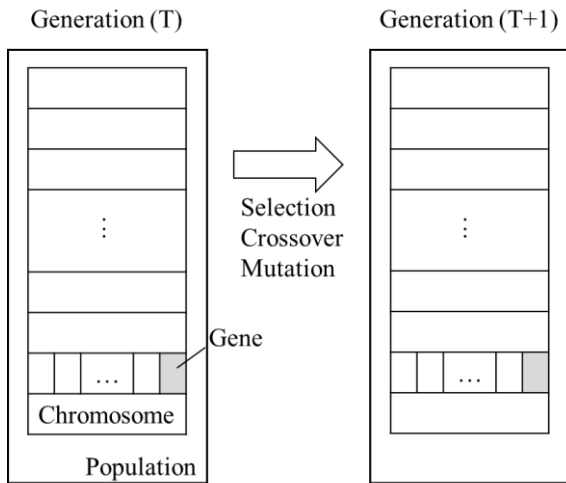 Generation (T)
Generation (T+1)
⋮
⋮
Selection
Crossover
Mutation
Gene
...
...
Chromosome
Population